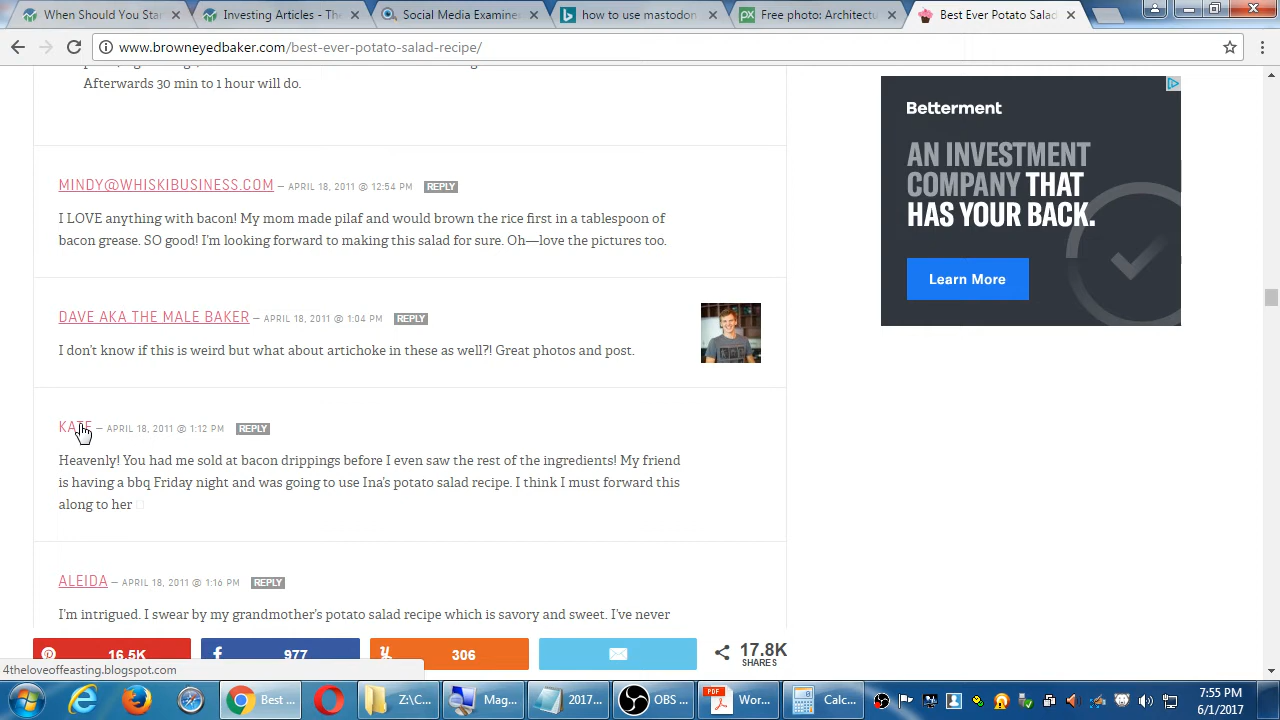 When Should You Star
Investing Articles - The
Social Media Examine
how to use mastodon
Free photo: Architectu
Best Ever Potato Salad
www.browneyedbaker.com/best-ever-potato-salad-recipe/
Afterwards 30 min to 1 hour will do.
MINDY@WHISKIBUSINESS.COM – APRIL 18, 2011 @ 12:54 PM REPLY
I LOVE anything with bacon! My mom made pilaf and would brown the rice first in a tablespoon of
bacon grease. SO good! I'm looking forward to making this salad for sure. Oh—love the pictures too.
DAVE AKA THE MALE BAKER – APRIL 18, 2011 @ 1:04 PM REPLY
I don't know if this is weird but what about artichoke in these as well?! Great photos and post.
KATE – APRIL 18, 2011 @ 1:12 PM REPLY
Heavenly! You had me sold at bacon drippings before I even saw the rest of the ingredients! My friend
is having a bbq Friday night and was going to use Ina's potato salad recipe. I think I must forward this
along to her
ALEIDA – APRIL 18, 2011 @ 1:16 PM REPLY
I'm intrigued. I swear by my grandmother's potato salad recipe which is savory and sweet. I've never
Betterment
AN INVESTMENT
COMPANY THAT
HAS YOUR BACK.
Learn More
16.5K
977
306
17.8K
SHARES
4theloveoffeasting.blogspot.com
Best ...
Z:\C...
Mag...
2017...
OBS ...
PDF
Wor...
Calc...
7:55 PM
6/1/2017